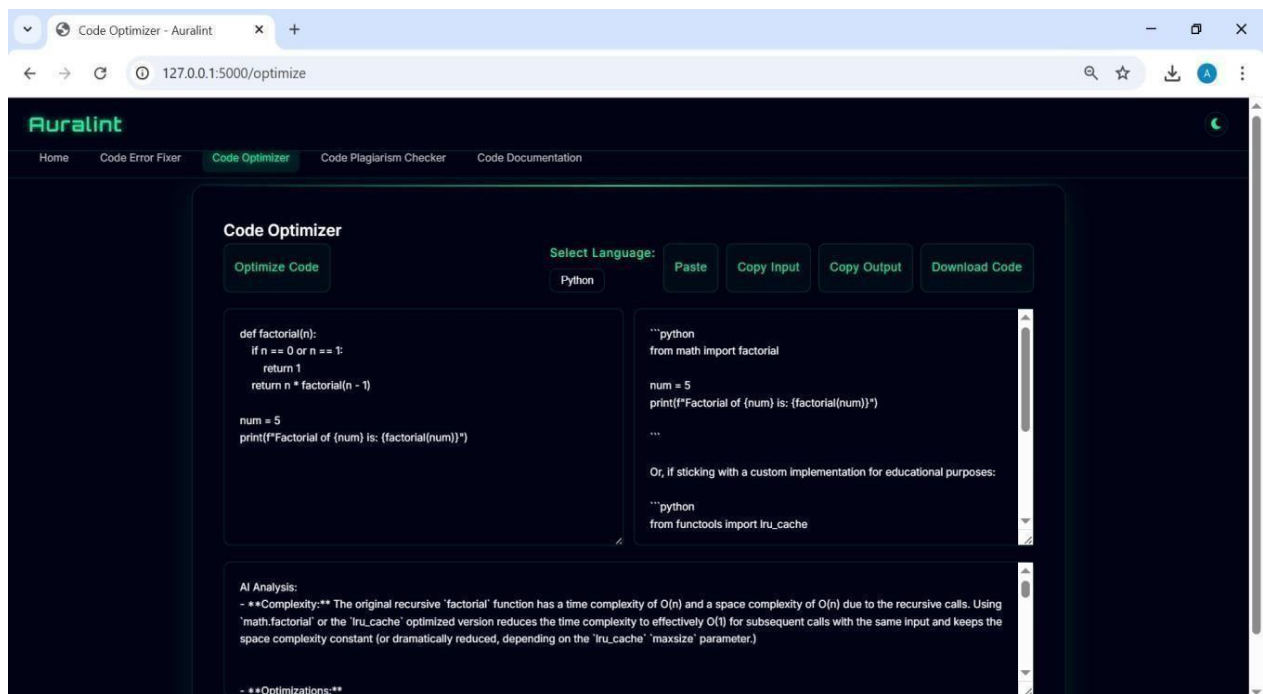 Code Optimizer - Auralint
127.0.0.1:5000/optimize
A
Auralint
Home Code Error Fixer Code Optimizer Code Plagiarism Checker Code Documentation
Code Optimizer
Optimize Code
Select Language:
Python
Paste Copy Input Copy Output Download Code
def factorial(n):
if n == 0 or n == 1:
return 1
return n * factorial(n - 1)
num = 5
print(f"Factorial of {num} is: {factorial(num)}")
```python
from math import factorial
num = 5
print(f"Factorial of {num} is: {factorial(num)}")
```
Or, if sticking with a custom implementation for educational purposes:
```python
from functools import lru_cache
AI Analysis:
- **Complexity:** The original recursive `factorial` function has a time complexity of O(n) and a space complexity of O(n) due to the recursive calls. Using
`math.factorial` or the `lru_cache` optimized version reduces the time complexity to effectively O(1) for subsequent calls with the same input and keeps the
space complexity constant (or dramatically reduced, depending on the `lru_cache` `maxsize` parameter.)
- **Optimizations:**